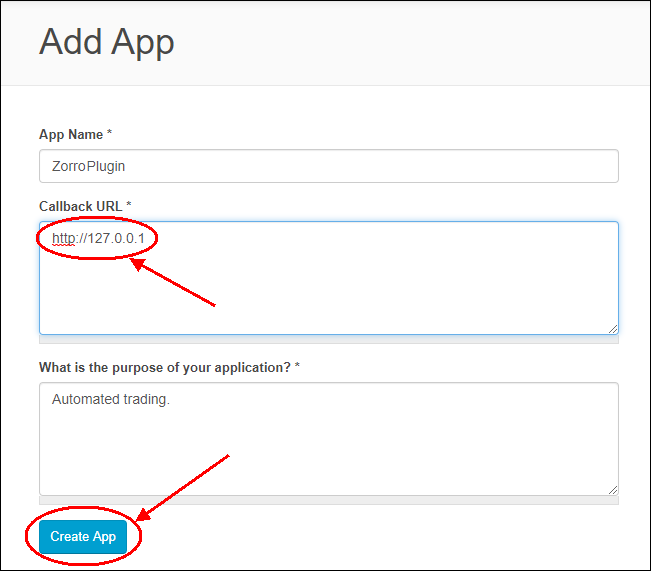 Add App
App Name *
ZorroPlugin
Callback URL *
http://127.0.0.1
What is the purpose of your application? *
Automated trading.
Create App